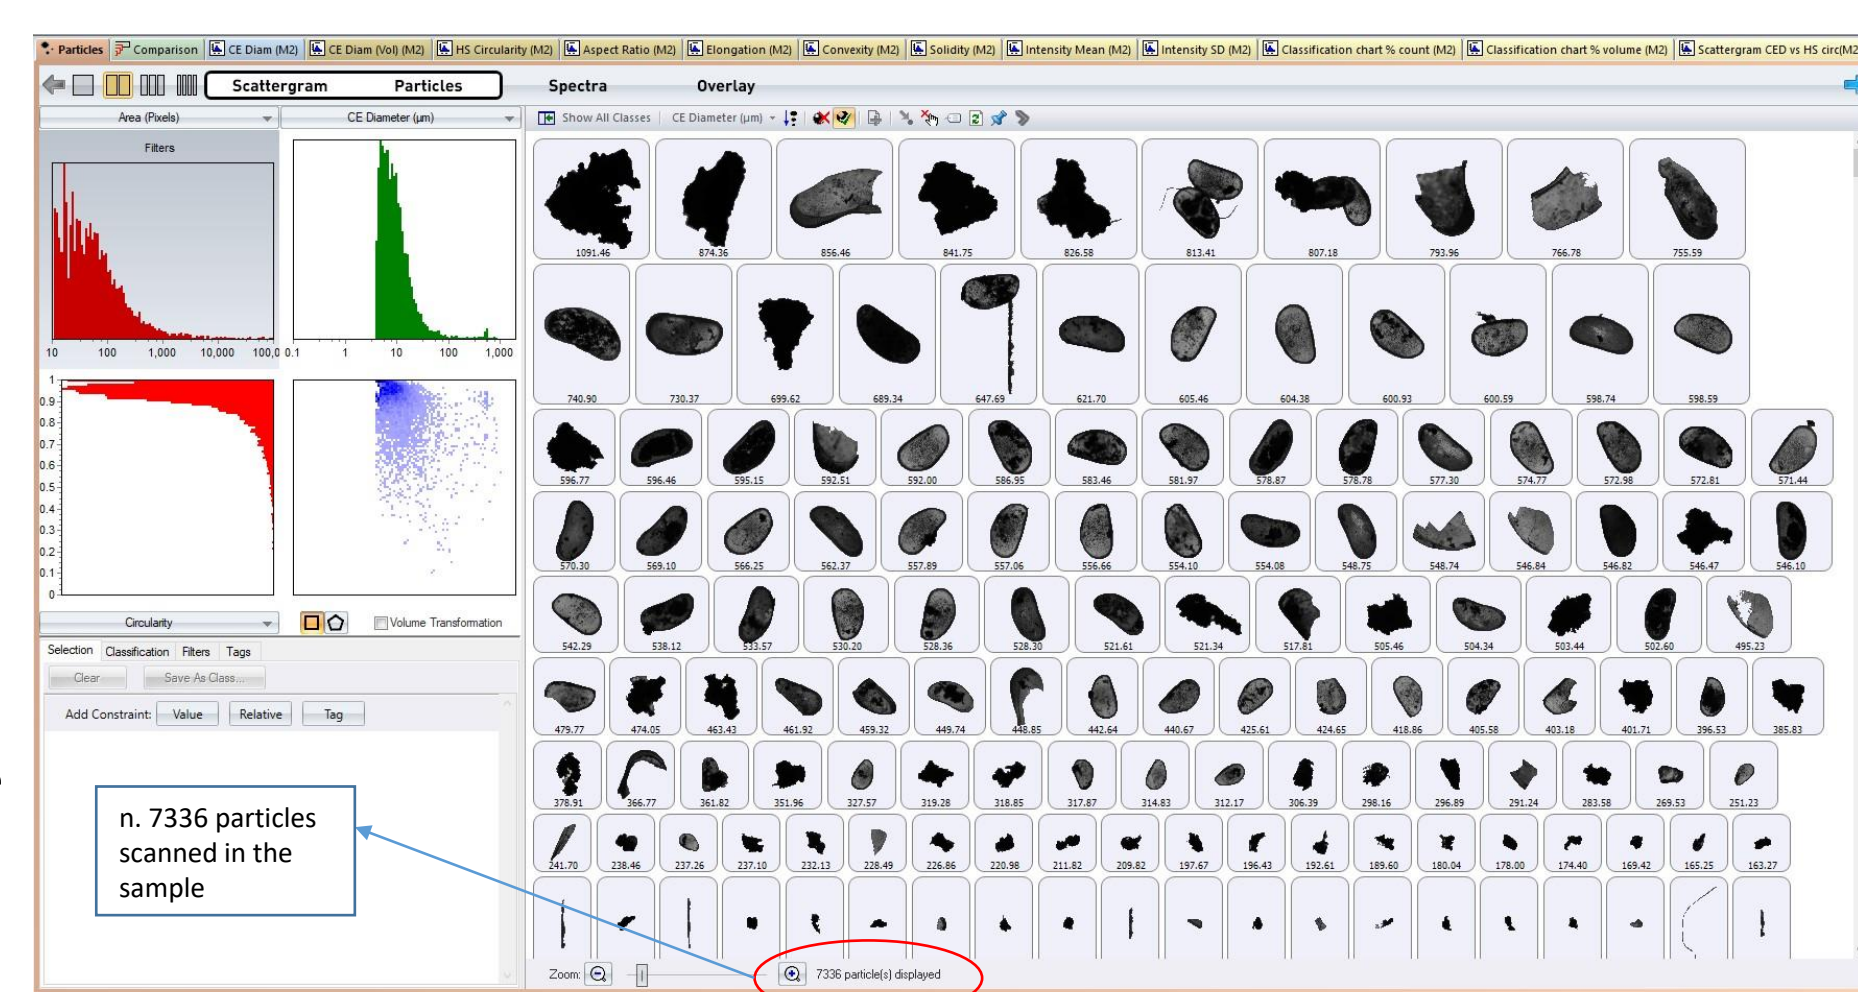 Particles Comparison CE Diam (M2) CE Diam (Vol) (M2) HS Circularity (M2) Aspect Ratio (M2) Elongation (M2) Convexity (M2) Solidity (M2) Intensity Mean (M2) Intensity SD (M2) Classification chart % count (M2) Classification chart % volume (M2) Scattergram CED vs HS circ(M2
Scattergram Particles Spectra Overlay
Area (Pixels) CE Diameter (µm) Show All Classes CE Diameter (µm)
Filters
10 100 1,000 10,000 100,0 0.1 1 10 100 1,000
1
0.9
0.8
0.7
0.6
0.5
0.4
0.3
0.2
0.1
0
Circularity Volume Transformation
Selection Classification Filters Tags
Clear Save As Class...
Add Constraint: Value Relative Tag
n. 7336 particles
scanned in the
sample
1091.46 874.36 856.46 841.75 826.58 813.41 807.18 793.96 766.78 755.59
740.90 730.37 699.62 689.34 647.69 621.70 605.46 604.38 600.93 600.59 598.74 598.59
596.77 596.46 595.15 592.51 592.00 586.95 583.46 581.97 578.87 578.78 577.30 574.77 572.98 572.81 571.44
570.30 569.10 566.25 562.37 557.89 557.06 556.66 554.10 554.08 548.75 548.74 546.84 546.82 546.47 546.10
542.29 538.12 533.57 530.20 528.36 528.30 521.61 521.34 517.81 505.46 504.34 503.44 502.60 495.23
479.77 474.05 463.43 461.92 459.32 449.74 448.85 442.64 440.67 425.61 424.65 418.86 405.58 403.18 401.71 396.53 385.83
378.91 366.77 361.82 351.96 327.57 319.28 318.85 317.87 314.83 312.17 306.39 298.16 296.89 291.24 283.58 269.53 251.23
241.70 238.46 237.26 237.10 232.13 228.49 226.86 220.98 211.82 209.82 197.67 196.43 192.61 189.60 180.04 178.00 174.40 169.42 165.25 163.27
Zoom: 7336 particle(s) displayed